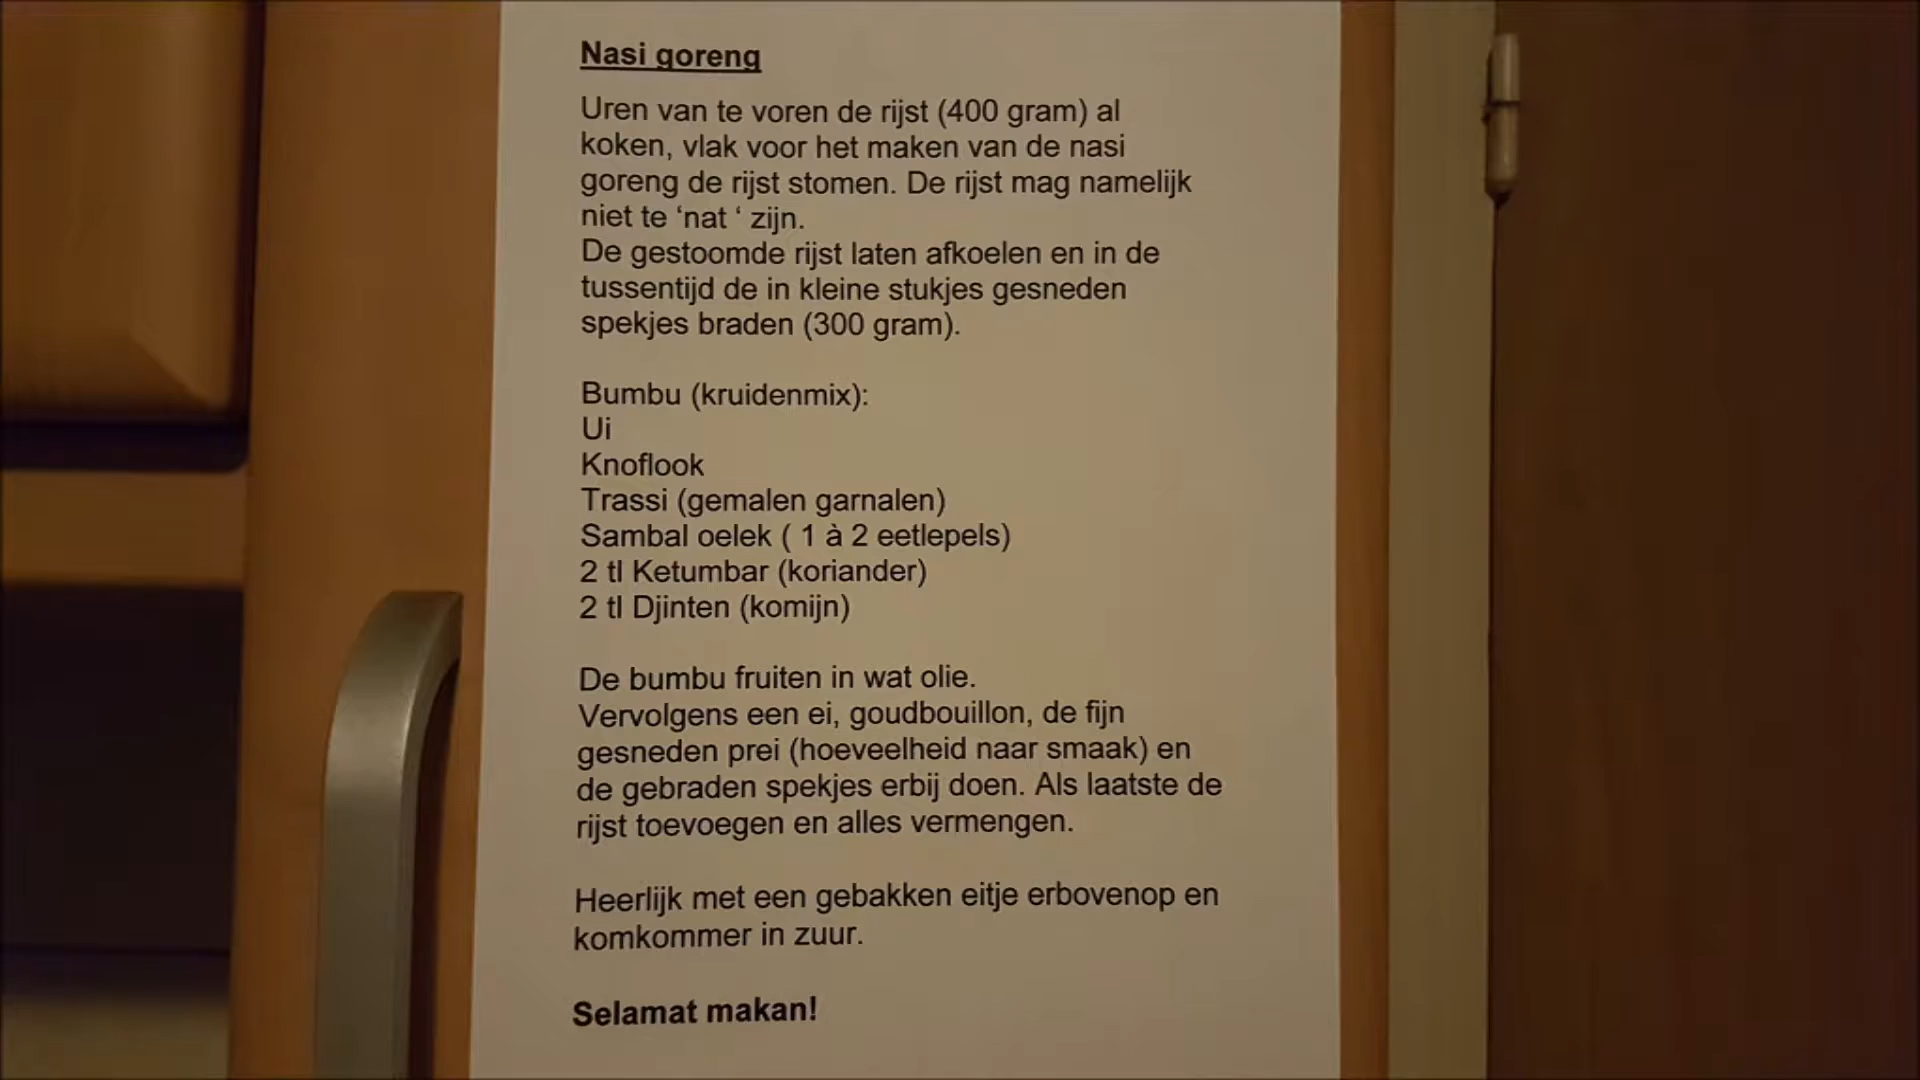 Nasi goreng
Uren van te voren de rijst (400 gram) al
koken, vlak voor het maken van de nasi
goreng de rijst stomen. De rijst mag namelijk
niet te ‘nat ‘ zijn.
De gestoomde rijst laten afkoelen en in de
tussentijd de in kleine stukjes gesneden
spekjes braden (300 gram).
Bumbu (kruidenmix):
Ui
Knoflook
Trassi (gemalen garnalen)
Sambal oelek ( 1 à 2 eetlepels)
2 tl Ketumbar (koriander)
2 tl Djinten (komijn)
De bumbu fruiten in wat olie.
Vervolgens een ei, goudbouillon, de fijn
gesneden prei (hoeveelheid naar smaak) en
de gebraden spekjes erbij doen. Als laatste de
rijst toevoegen en alles vermengen.
Heerlijk met een gebakken eitje erbovenop en
komkommer in zuur.
Selamat makan!